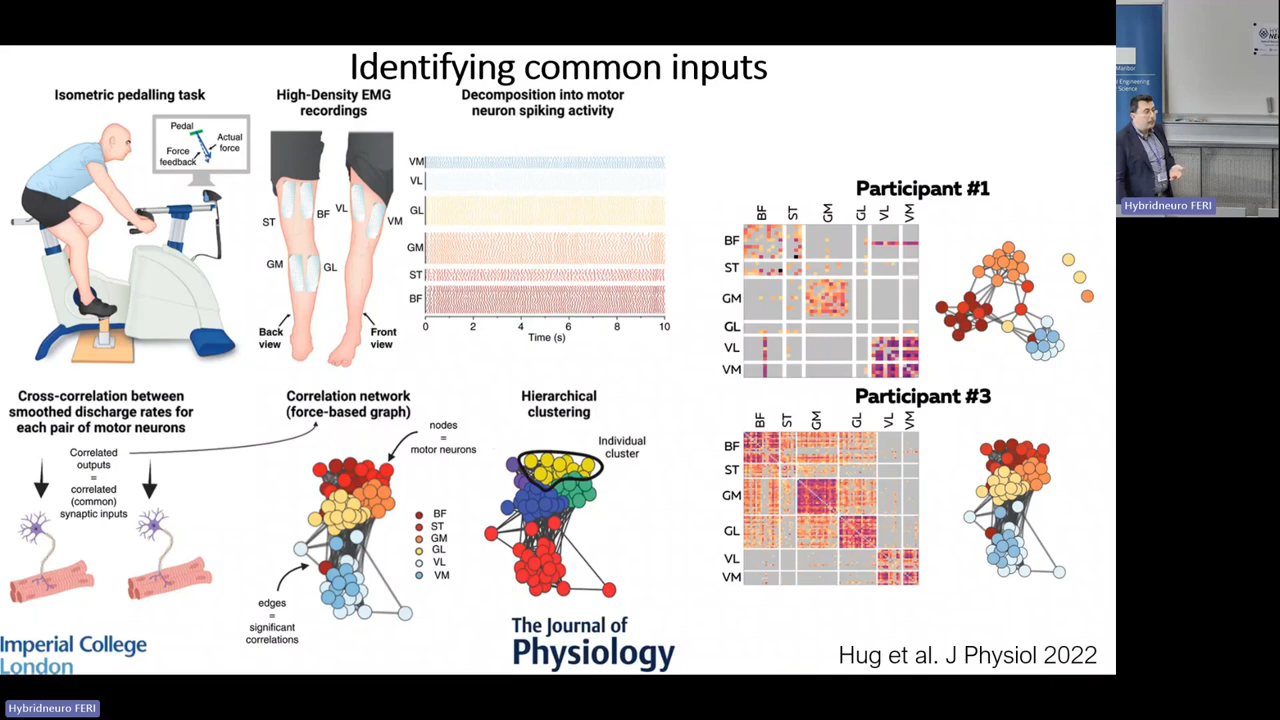 Identifying common inputs
Isometric pedalling task
Pedal
Actual
force
Force
feedback
High-Density EMG
recordings
ST
BF
VL
VM
GM
GL
Back
view
Front
view
Decomposition into motor
neuron spiking activity
VM
VL
GL
GM
ST
BF
0
2
4
6
8
10
Time (s)
Cross-correlation between
smoothed discharge rates for
each pair of motor neurons
Correlated
outputs
=
correlated
(common)
synaptic inputs
Correlation network
(force-based graph)
nodes
=
motor neurons
BF
ST
GM
GL
VL
VM
edges
=
significant
correlations
Hierarchical
clustering
Individual
cluster
Participant #1
BF
ST
GM
GL
VL
VM
BF
ST
GM
GL
VL
VM
Participant #3
BF
ST
GM
GL
VL
VM
BF
ST
GM
GL
VL
VM
Imperial College
London
The Journal of
Physiology
Hug et al. J Physiol 2022
Maribor
Engineering
Science
Hybridneuro FERI
Hybridneuro FERI